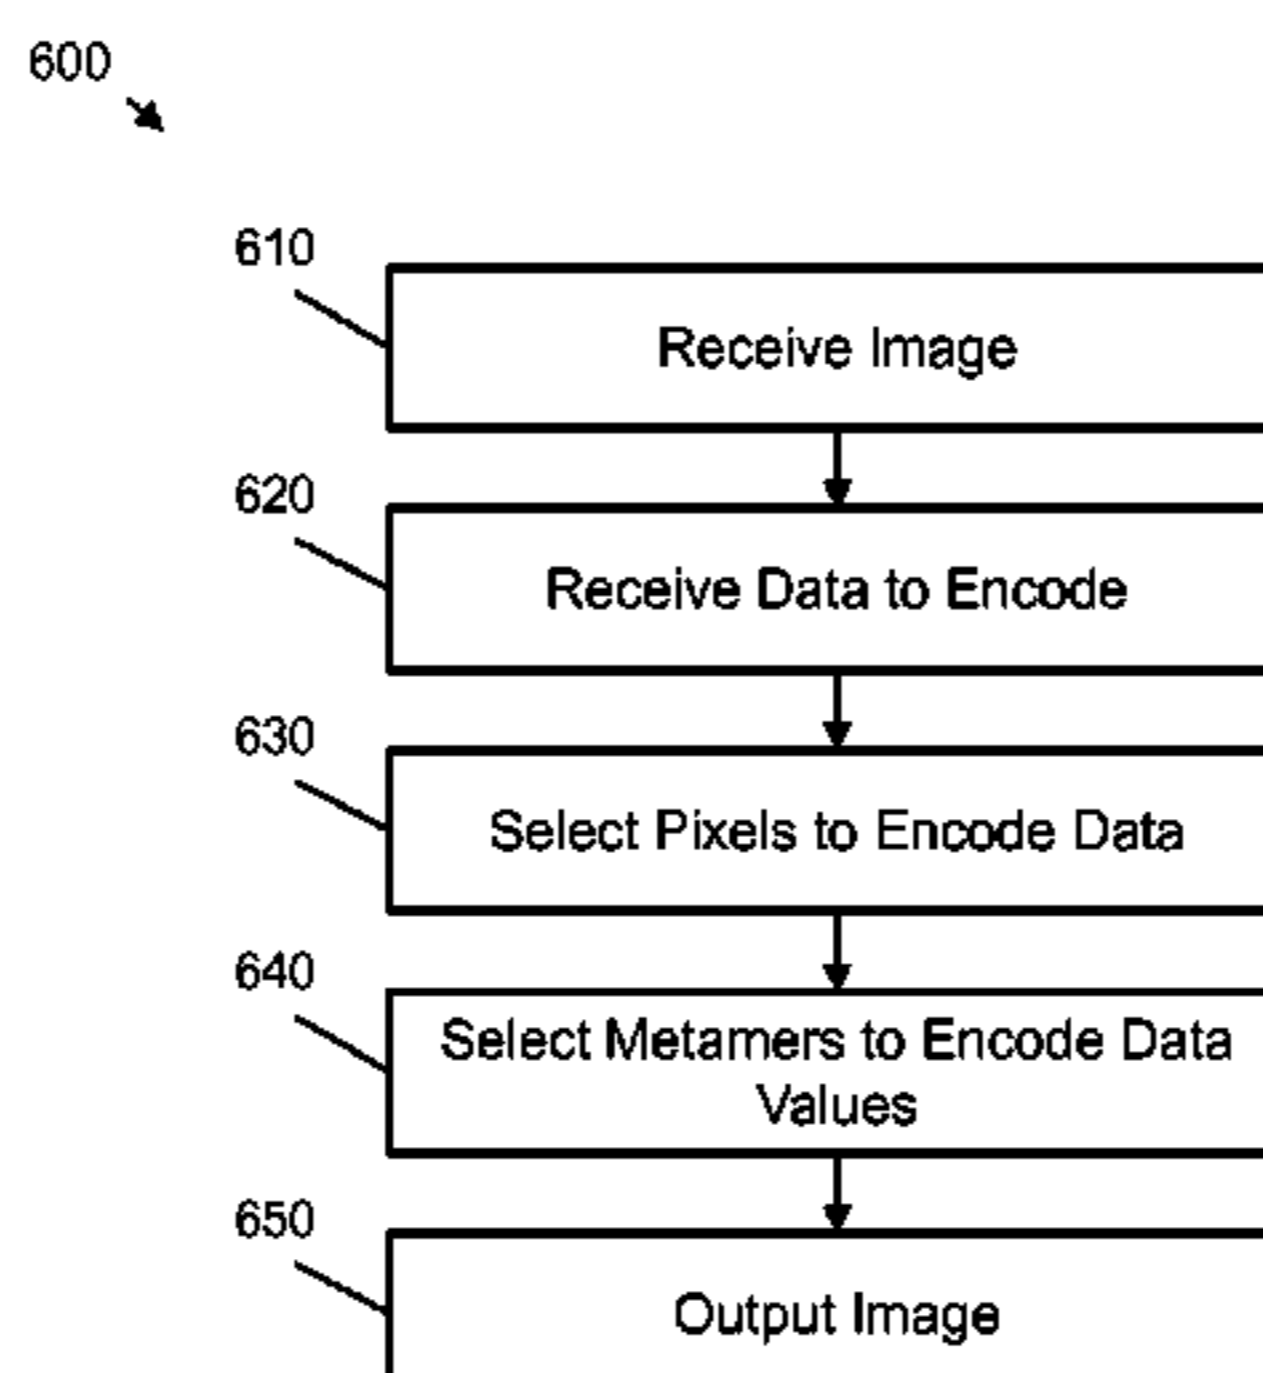 600
610
Receive Image
620
Receive Data to Encode
630
Select Pixels to Encode Data
640
Select Metamers to Encode Data
Values
650
Output Image